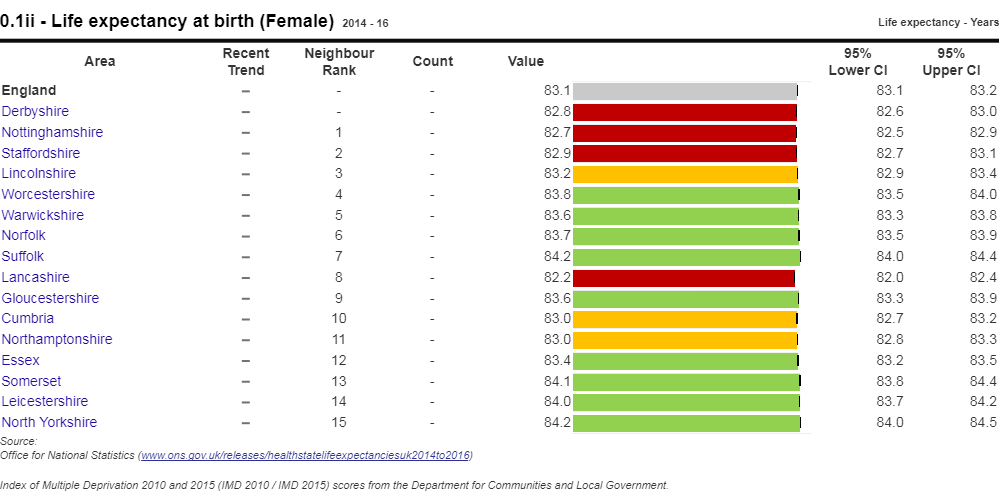 0.1ii - Life expectancy at birth (Female) 2014 - 16 Life expectancy - Years
Area Recent Trend Neighbour Rank Count Value 95% Lower CI 95% Upper CI
England – - - 83.1 83.1 83.2
Derbyshire – - - 82.8 82.6 83.0
Nottinghamshire – 1 - 82.7 82.5 82.9
Staffordshire – 2 - 82.9 82.7 83.1
Lincolnshire – 3 - 83.2 82.9 83.4
Worcestershire – 4 - 83.8 83.5 84.0
Warwickshire – 5 - 83.6 83.3 83.8
Norfolk – 6 - 83.7 83.5 83.9
Suffolk – 7 - 84.2 84.0 84.4
Lancashire – 8 - 82.2 82.0 82.4
Gloucestershire – 9 - 83.6 83.3 83.9
Cumbria – 10 - 83.0 82.7 83.2
Northamptonshire – 11 - 83.0 82.8 83.3
Essex – 12 - 83.4 83.2 83.5
Somerset – 13 - 84.1 83.8 84.4
Leicestershire – 14 - 84.0 83.7 84.2
North Yorkshire – 15 - 84.2 84.0 84.5
Source:
Office for National Statistics (www.ons.gov.uk/releases/healthstatelifeexpectanciesuk2014to2016)
Index of Multiple Deprivation 2010 and 2015 (IMD 2010 / IMD 2015) scores from the Department for Communities and Local Government.